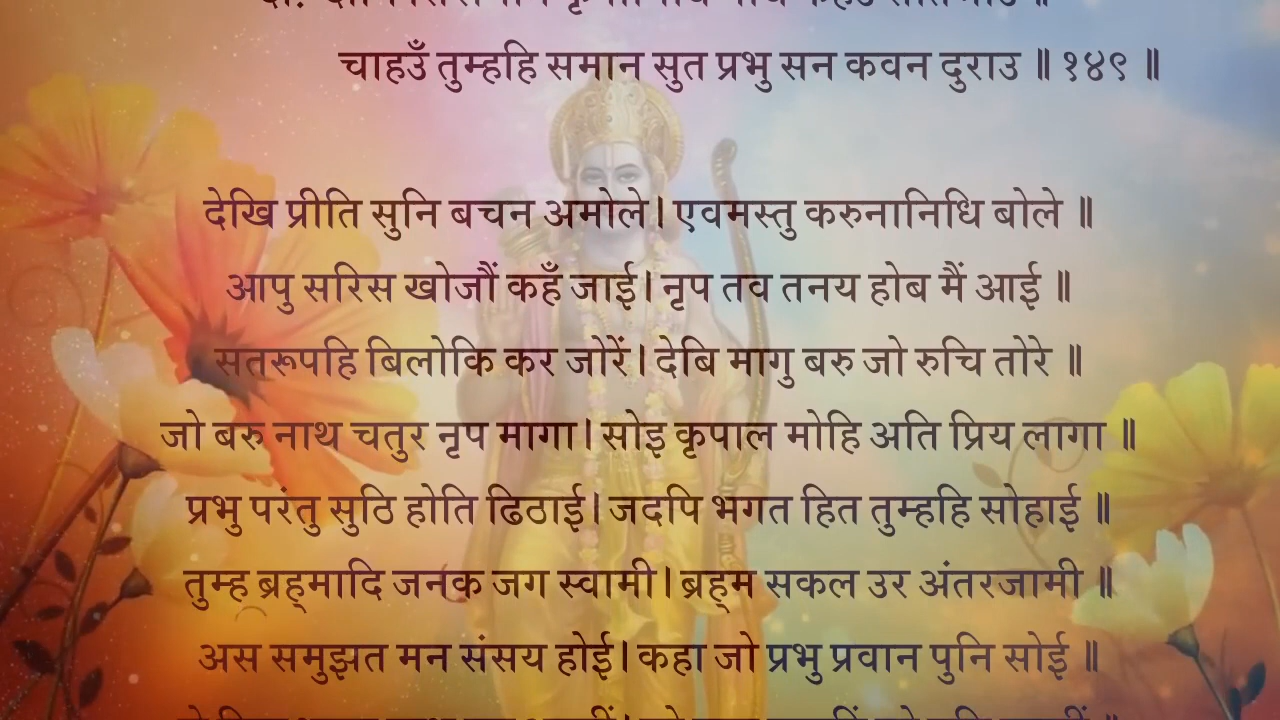 चाहउँ तुम्हहि समान सुत प्रभु सन कवन दुराउ ॥ १४९ ॥
देखि प्रीति सुनि बचन अमोले। एवमस्तु करुनानिधि बोले ॥
आपु सरिस खोजौं कहँ जाई। नृप तव तनय होब मैं आई ॥
सतरूपहि बिलोकि कर जोरें। देबि मागु बरु जो रुचि तोरे ॥
जो बरु नाथ चतुर नृप मागा। सोइ कृपाल मोहि अति प्रिय लागा ॥
प्रभु परंतु सुठि होति ढिठाई। जदपि भगत हित तुम्हहि सोहाई ॥
तुम्ह ब्रह्मादि जनक जग स्वामी। ब्रह्म सकल उर अंतरजामी ॥
अस समुझत मन संसय होई। कहा जो प्रभु प्रवान पुनि सोई ॥